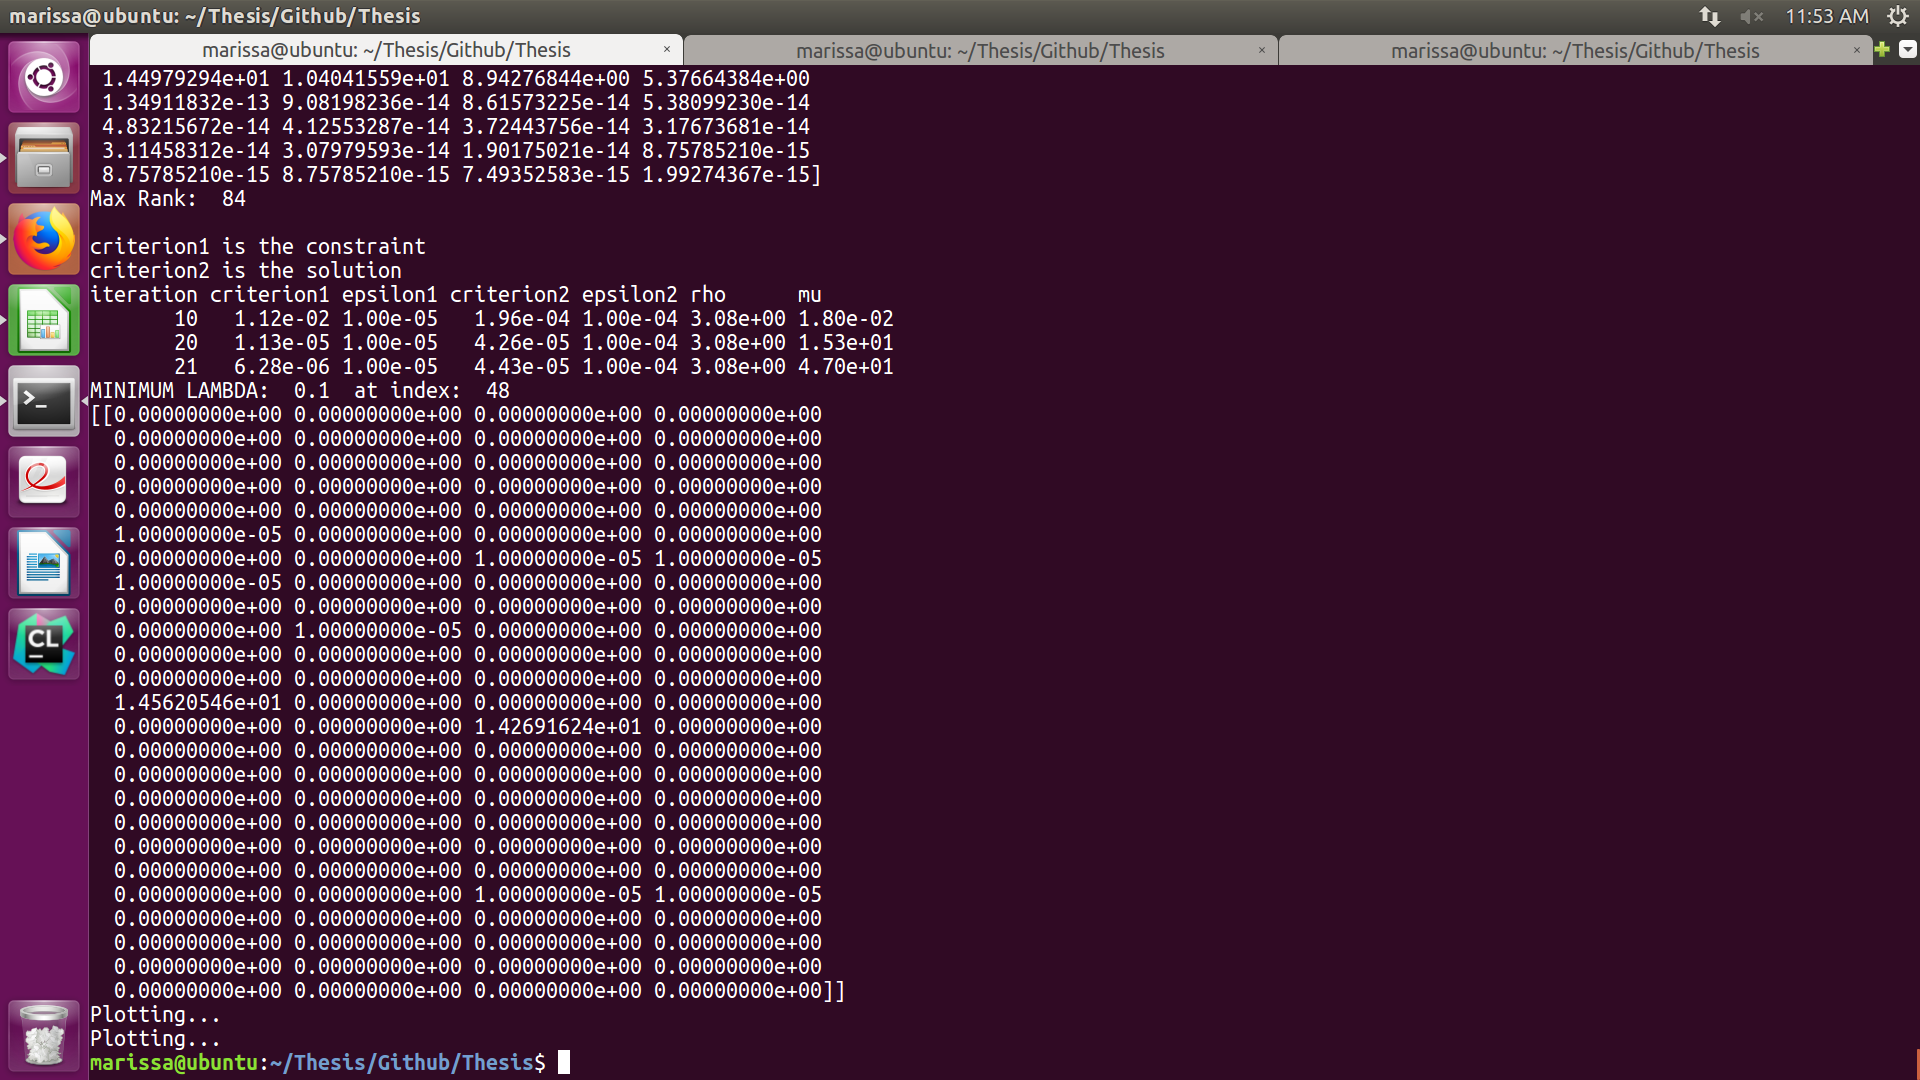 marissa@ubuntu: ~/Thesis/Github/Thesis
11:53 AM
marissa@ubuntu: ~/Thesis/Github/Thesis × marissa@ubuntu: ~/Thesis/Github/Thesis × marissa@ubuntu: ~/Thesis/Github/Thesis ×
1.44979294e+01 1.04041559e+01 8.94276844e+00 5.37664384e+00
1.34911832e-13 9.08198236e-14 8.61573225e-14 5.38099230e-14
4.83215672e-14 4.12553287e-14 3.72443756e-14 3.17673681e-14
3.11458312e-14 3.07979593e-14 1.90175021e-14 8.75785210e-15
8.75785210e-15 8.75785210e-15 7.49352583e-15 1.99274367e-15]
Max Rank:  84
criterion1 is the constraint
criterion2 is the solution
iteration criterion1 epsilon1 criterion2 epsilon2 rho      mu
10   1.12e-02 1.00e-05   1.96e-04 1.00e-04 3.08e+00 1.80e-02
20   1.13e-05 1.00e-05   4.26e-05 1.00e-04 3.08e+00 1.53e+01
21   6.28e-06 1.00e-05   4.43e-05 1.00e-04 3.08e+00 4.70e+01
MINIMUM LAMBDA:  0.1  at index:  48
[[0.00000000e+00 0.00000000e+00 0.00000000e+00 0.00000000e+00
0.00000000e+00 0.00000000e+00 0.00000000e+00 0.00000000e+00
0.00000000e+00 0.00000000e+00 0.00000000e+00 0.00000000e+00
0.00000000e+00 0.00000000e+00 0.00000000e+00 0.00000000e+00
0.00000000e+00 0.00000000e+00 0.00000000e+00 0.00000000e+00
1.00000000e-05 0.00000000e+00 0.00000000e+00 0.00000000e+00
0.00000000e+00 0.00000000e+00 1.00000000e-05 1.00000000e-05
1.00000000e-05 0.00000000e+00 0.00000000e+00 0.00000000e+00
0.00000000e+00 0.00000000e+00 0.00000000e+00 0.00000000e+00
0.00000000e+00 1.00000000e-05 0.00000000e+00 0.00000000e+00
0.00000000e+00 0.00000000e+00 0.00000000e+00 0.00000000e+00
0.00000000e+00 0.00000000e+00 0.00000000e+00 0.00000000e+00
1.45620546e+01 0.00000000e+00 0.00000000e+00 0.00000000e+00
0.00000000e+00 0.00000000e+00 1.42691624e+01 0.00000000e+00
0.00000000e+00 0.00000000e+00 0.00000000e+00 0.00000000e+00
0.00000000e+00 0.00000000e+00 0.00000000e+00 0.00000000e+00
0.00000000e+00 0.00000000e+00 0.00000000e+00 0.00000000e+00
0.00000000e+00 0.00000000e+00 0.00000000e+00 0.00000000e+00
0.00000000e+00 0.00000000e+00 0.00000000e+00 0.00000000e+00
0.00000000e+00 0.00000000e+00 0.00000000e+00 0.00000000e+00
0.00000000e+00 0.00000000e+00 1.00000000e-05 1.00000000e-05
0.00000000e+00 0.00000000e+00 0.00000000e+00 0.00000000e+00
0.00000000e+00 0.00000000e+00 0.00000000e+00 0.00000000e+00
0.00000000e+00 0.00000000e+00 0.00000000e+00 0.00000000e+00
0.00000000e+00 0.00000000e+00 0.00000000e+00 0.00000000e+00]]
Plotting...
Plotting...
marissa@ubuntu:~/Thesis/Github/Thesis$
>_
CL